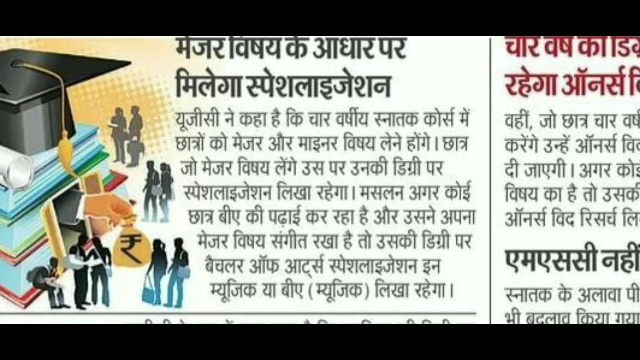 मेजर विषय के आधार पर
मिलेगा स्पेशलाइजेशन
यूजीसी ने कहा है कि चार वर्षीय स्नातक कोर्स में
छात्रों को मेजर और माइनर विषय लेने होंगे। छात्र
जो मेजर विषय लेंगे उस पर उनकी डिग्री पर
स्पेशलाइजेशन लिखा रहेगा। मसलन अगर कोई
छात्र बीए की पढ़ाई कर रहा है और उसने अपना
मेजर विषय संगीत रखा है तो उसकी डिग्री पर
बैचलर ऑफ आर्ट्स स्पेशलाइजेशन इन
म्यूजिक या बीए (म्यूजिक) लिखा रहेगा।
₹
चार वर्ष की
रहेगा ऑनर्स
वहीं, जो छात्र चार
करेंगे उन्हें ऑनर्स
दी जाएगी। अगर
विषय का है तो
ऑनर्स विद रिसर्च
एमएससी नहीं
स्नातक के अलावा
भी बदलाव किया गया